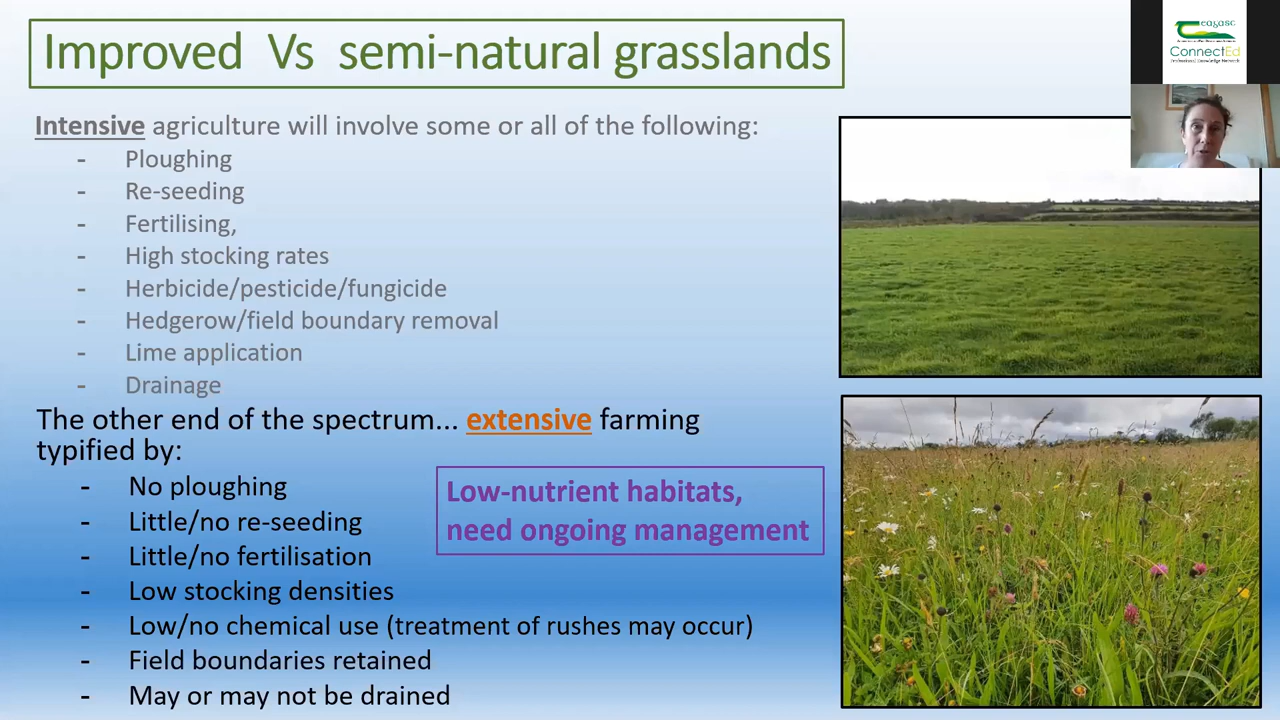 Improved Vs semi-natural grasslands
eagasc
ConnectEd
Intensive agriculture will involve some or all of the following:
- Ploughing
- Re-seeding
- Fertilising,
- High stocking rates
- Herbicide/pesticide/fungicide
- Hedgerow/field boundary removal
- Lime application
- Drainage
The other end of the spectrum... extensive farming
typified by:
- No ploughing
- Little/no re-seeding
- Little/no fertilisation
- Low stocking densities
- Low/no chemical use (treatment of rushes may occur)
- Field boundaries retained
- May or may not be drained
Low-nutrient habitats,
need ongoing management